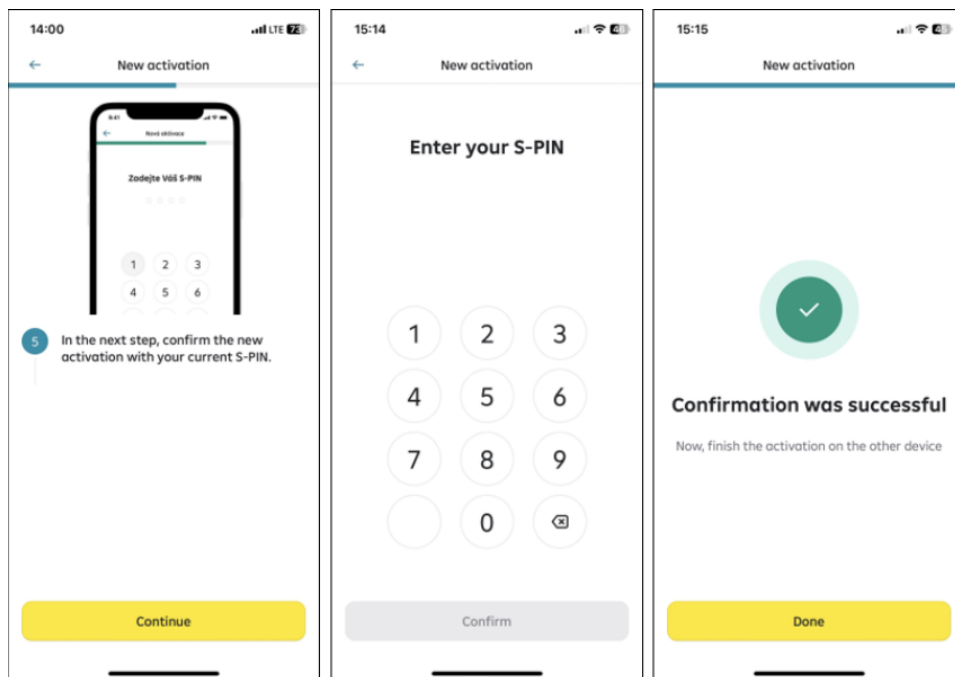 14:00
LTE 73
New activation
9:41
Nová aktivace
Zadejte Váš S-PIN
1 2 3
4 5 6
5
In the next step, confirm the new
activation with your current S-PIN.
Continue
15:14
New activation
Enter your S-PIN
1 2 3
4 5 6
7 8 9
0
Confirm
15:15
New activation
Confirmation was successful
Now, finish the activation on the other device
Done